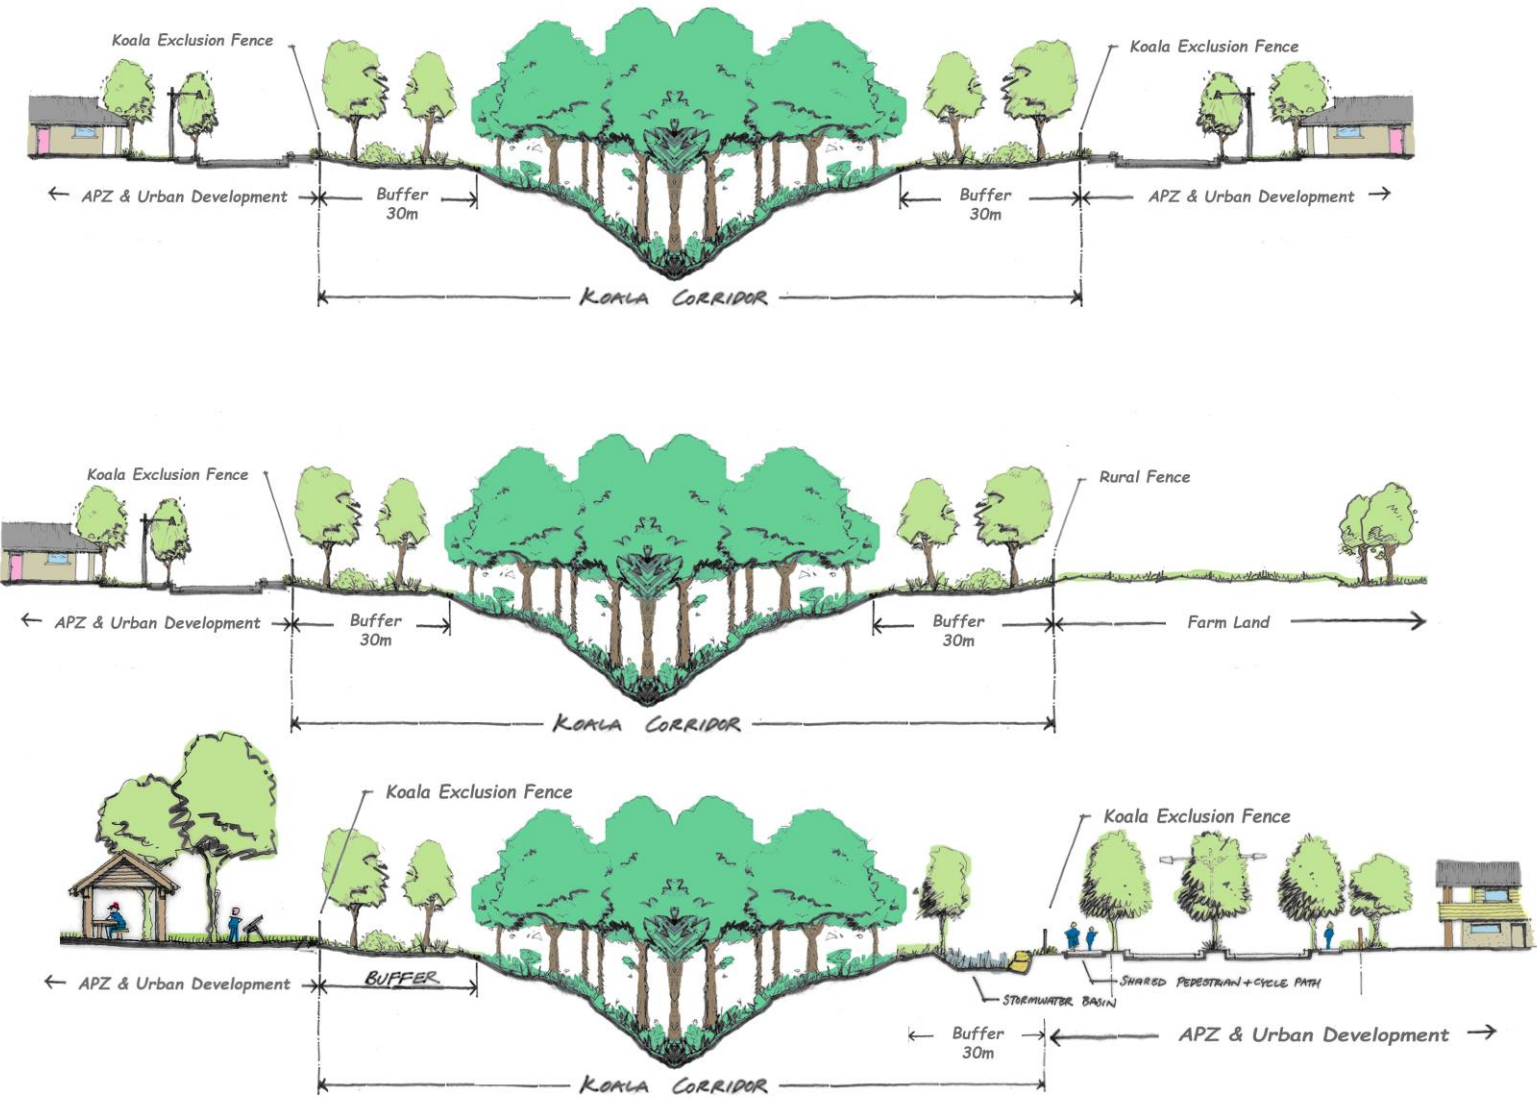 Koala Exclusion Fence
Koala Exclusion Fence
APZ & Urban Development
Buffer
30m
Buffer
30m
APZ & Urban Development
KOALA CORRIDOR
Koala Exclusion Fence
Rural Fence
APZ & Urban Development
Buffer
30m
Buffer
30m
Farm Land
KOALA CORRIDOR
Koala Exclusion Fence
Koala Exclusion Fence
APZ & Urban Development
BUFFER
SHARED PEDESTRIAN + CYCLE PATH
STORMWATER BASIN
Buffer
30m
APZ & Urban Development
KOALA CORRIDOR